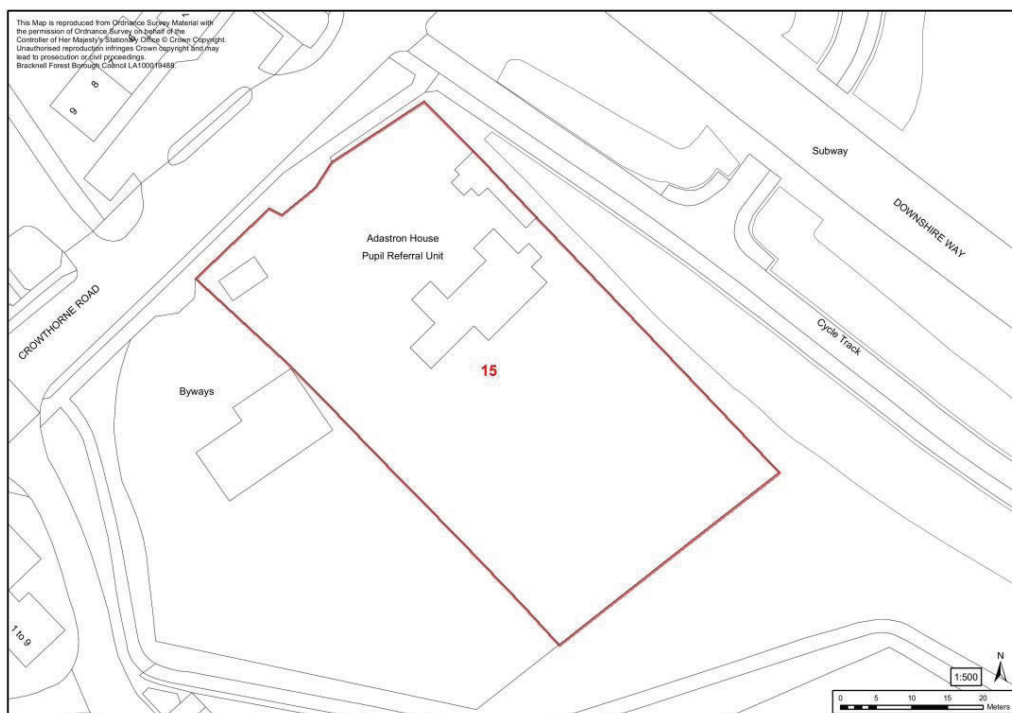 This Map is reproduced from Ordnance Survey Material with
the permission of Ordnance Survey on behalf of the
Controller of Her Majesty's Stationary Office © Crown Copyright.
Unauthorised reproduction infringes Crown copyright and may
lead to prosecution or civil proceedings.
Bracknell Forest Borough Council LA100019488.
8
9
Subway
DOWNSHIRE WAY
Adastron House
Pupil Referral Unit
CROWTHORNE ROAD
Cycle Track
15
Byways
1 to 9
N
1:500
0 5 10 15 20
Meters